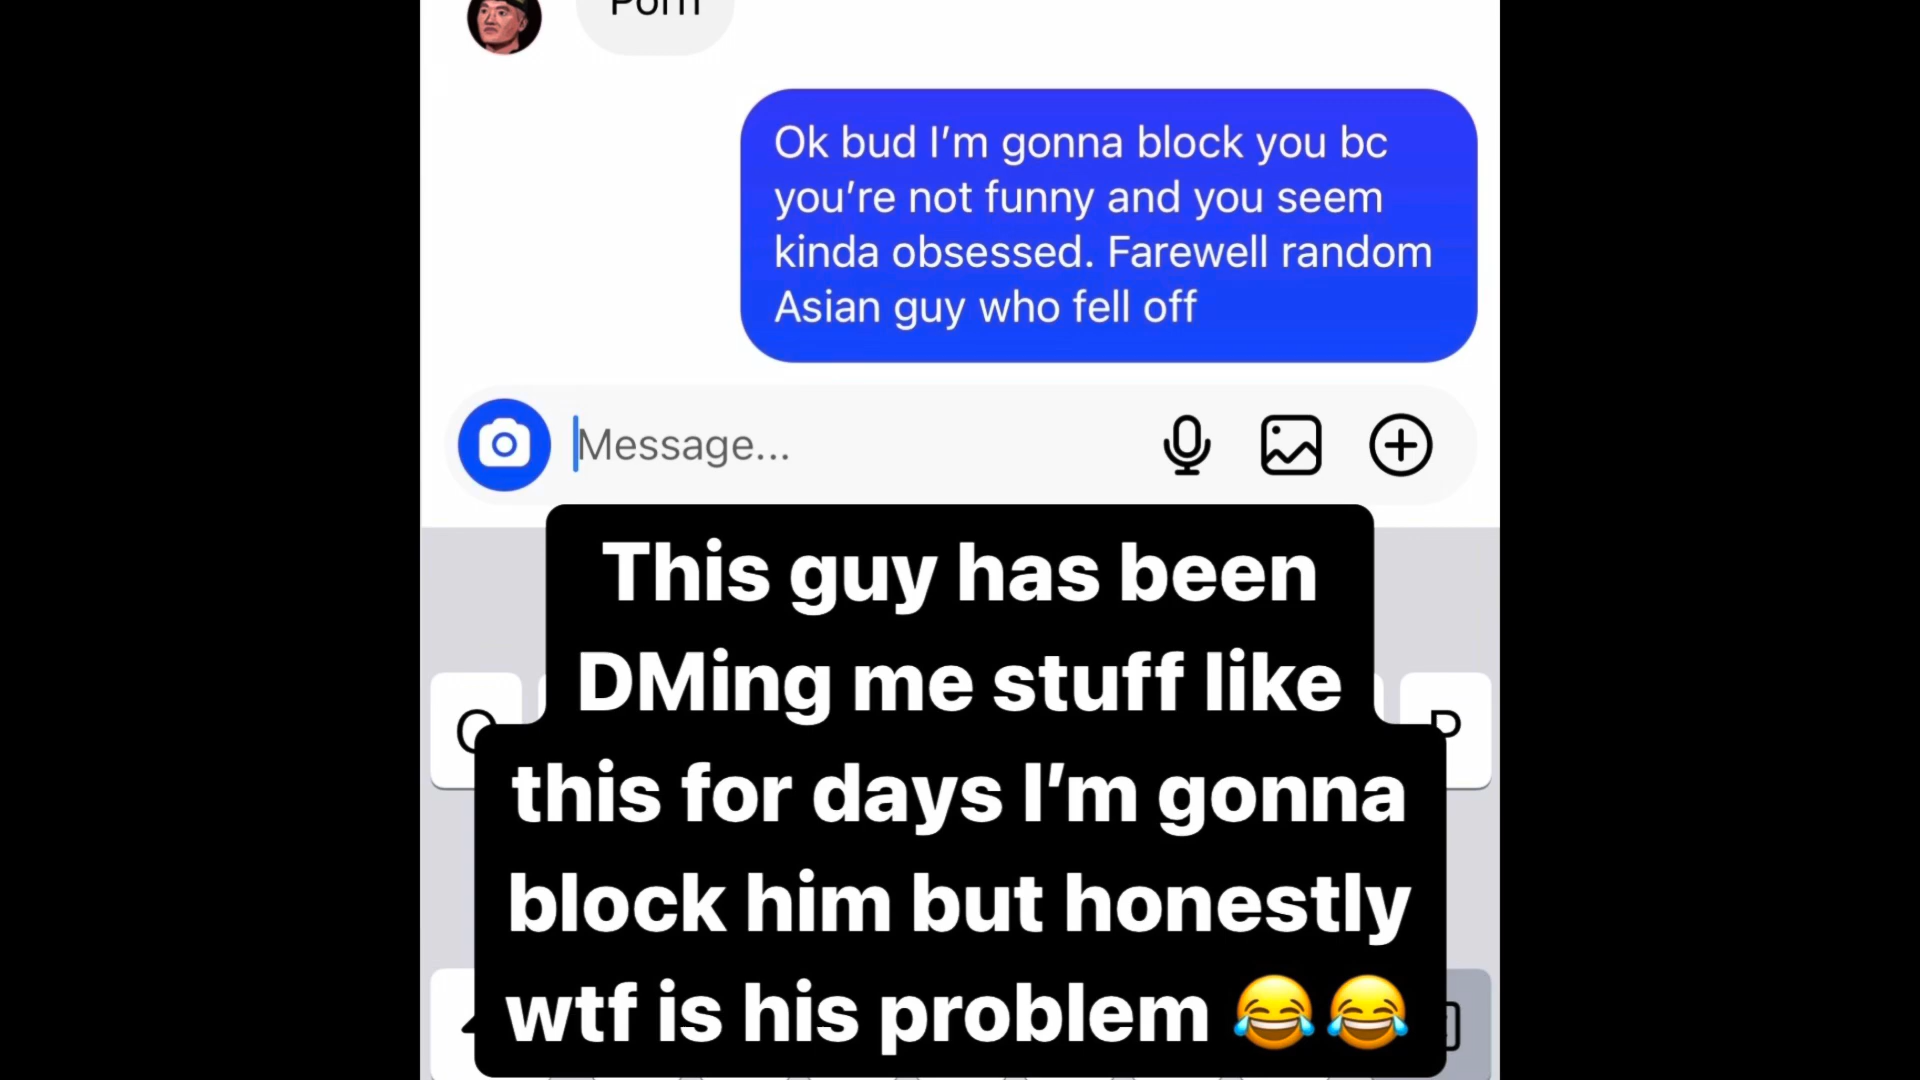 Porn
Ok bud I'm gonna block you bc
you're not funny and you seem
kinda obsessed. Farewell random
Asian guy who fell off
Message...
This guy has been
DMing me stuff like
Q
P
this for days I'm gonna
block him but honestly
wtf is his problem 😂😂